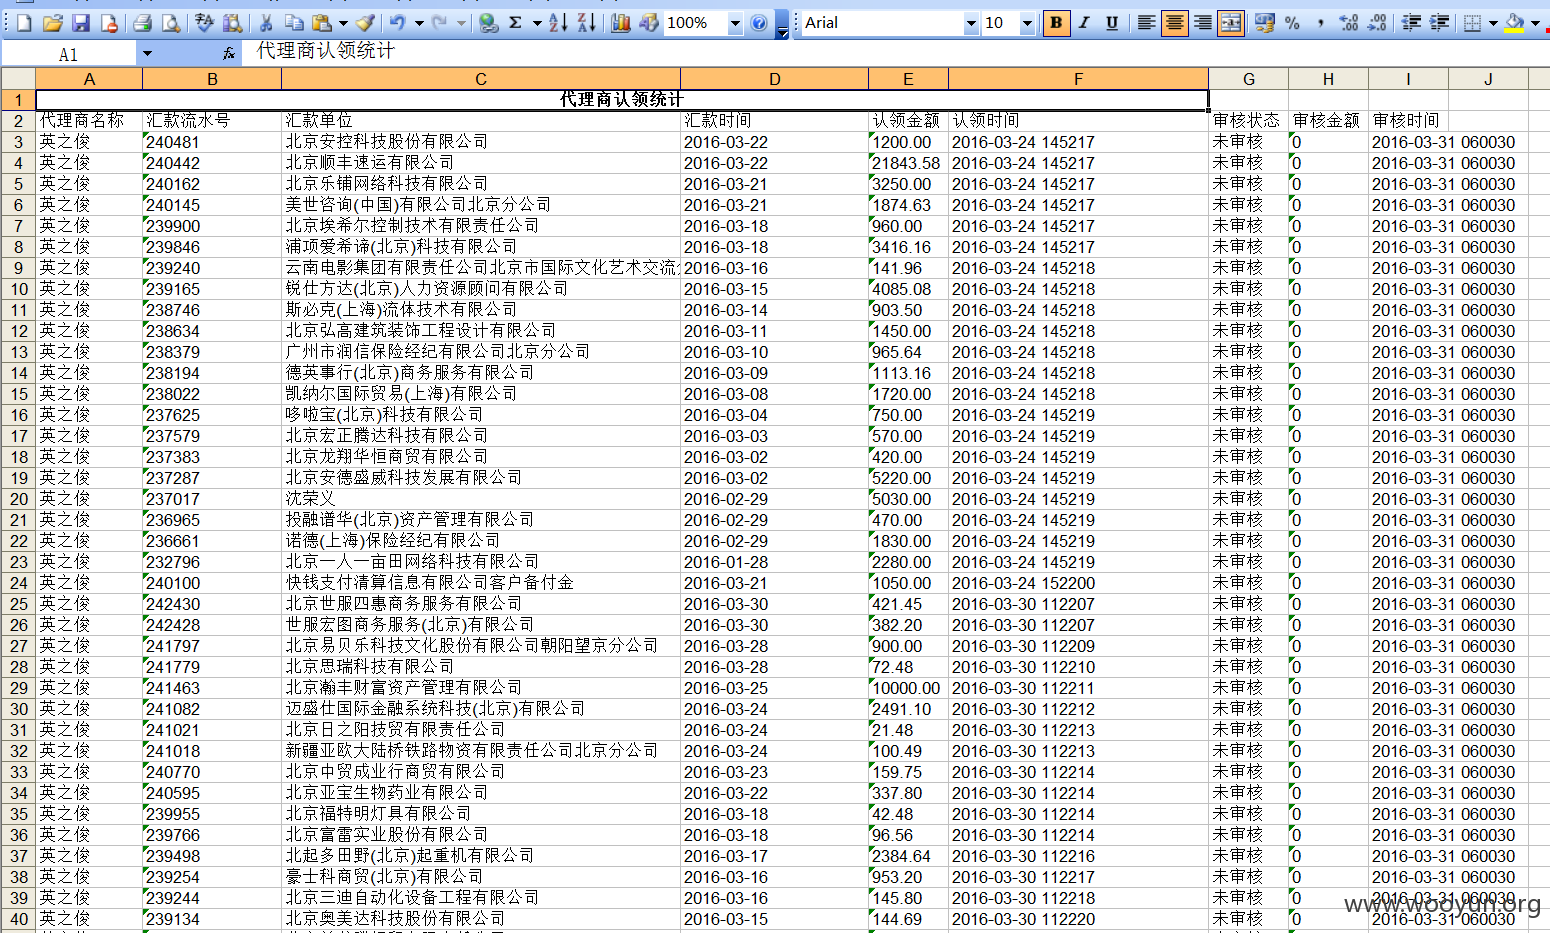 100% Arial 10 B I U
A1 fx 代理商认领统计
A B C D E F G H I J
1 代理商认领统计
2 代理商名称 汇款流水号 汇款单位 汇款时间 认领金额 认领时间 审核状态 审核金额 审核时间
3 英之俊 240481 北京安控科技股份有限公司 2016-03-22 1200.00 2016-03-24 145217 未审核 0 2016-03-31 060030
4 英之俊 240442 北京顺丰速运有限公司 2016-03-22 21843.58 2016-03-24 145217 未审核 0 2016-03-31 060030
5 英之俊 240162 北京乐铺网络科技有限公司 2016-03-21 3250.00 2016-03-24 145217 未审核 0 2016-03-31 060030
6 英之俊 240145 美世咨询(中国)有限公司北京分公司 2016-03-21 1874.63 2016-03-24 145217 未审核 0 2016-03-31 060030
7 英之俊 239900 北京埃希尔控制技术有限责任公司 2016-03-18 960.00 2016-03-24 145217 未审核 0 2016-03-31 060030
8 英之俊 239846 浦项爱希谛(北京)科技有限公司 2016-03-18 3416.16 2016-03-24 145217 未审核 0 2016-03-31 060030
9 英之俊 239240 云南电影集团有限责任公司北京市国际文化艺术交流 2016-03-16 141.96 2016-03-24 145218 未审核 0 2016-03-31 060030
10 英之俊 239165 锐仕方达(北京)人力资源顾问有限公司 2016-03-15 4085.08 2016-03-24 145218 未审核 0 2016-03-31 060030
11 英之俊 238746 斯必克(上海)流体技术有限公司 2016-03-14 903.50 2016-03-24 145218 未审核 0 2016-03-31 060030
12 英之俊 238634 北京弘高建筑装饰工程设计有限公司 2016-03-11 1450.00 2016-03-24 145218 未审核 0 2016-03-31 060030
13 英之俊 238379 广州市润信保险经纪有限公司北京分公司 2016-03-10 965.64 2016-03-24 145218 未审核 0 2016-03-31 060030
14 英之俊 238194 德英事行(北京)商务服务有限公司 2016-03-09 1113.16 2016-03-24 145218 未审核 0 2016-03-31 060030
15 英之俊 238022 凯纳尔国际贸易(上海)有限公司 2016-03-08 1720.00 2016-03-24 145218 未审核 0 2016-03-31 060030
16 英之俊 237625 哆啦宝(北京)科技有限公司 2016-03-04 750.00 2016-03-24 145219 未审核 0 2016-03-31 060030
17 英之俊 237579 北京宏正腾达科技有限公司 2016-03-03 570.00 2016-03-24 145219 未审核 0 2016-03-31 060030
18 英之俊 237383 北京龙翔华恒商贸有限公司 2016-03-02 420.00 2016-03-24 145219 未审核 0 2016-03-31 060030
19 英之俊 237287 北京安德盛威科技发展有限公司 2016-03-02 5220.00 2016-03-24 145219 未审核 0 2016-03-31 060030
20 英之俊 237017 沈荣义 2016-02-29 5030.00 2016-03-24 145219 未审核 0 2016-03-31 060030
21 英之俊 236965 投融谱华(北京)资产管理有限公司 2016-02-29 470.00 2016-03-24 145219 未审核 0 2016-03-31 060030
22 英之俊 236661 诺德(上海)保险经纪有限公司 2016-02-29 1830.00 2016-03-24 145219 未审核 0 2016-03-31 060030
23 英之俊 232796 北京一人一亩田网络科技有限公司 2016-01-28 2280.00 2016-03-24 145219 未审核 0 2016-03-31 060030
24 英之俊 240100 快钱支付清算信息有限公司客户备付金 2016-03-21 1050.00 2016-03-24 152200 未审核 0 2016-03-31 060030
25 英之俊 242430 北京世服四惠商务服务有限公司 2016-03-30 421.45 2016-03-30 112207 未审核 0 2016-03-31 060030
26 英之俊 242428 世服宏图商务服务(北京)有限公司 2016-03-30 382.20 2016-03-30 112207 未审核 0 2016-03-31 060030
27 英之俊 241797 北京易贝乐科技文化股份有限公司朝阳望京分公司 2016-03-28 900.00 2016-03-30 112209 未审核 0 2016-03-31 060030
28 英之俊 241779 北京思瑞科技有限公司 2016-03-28 72.48 2016-03-30 112210 未审核 0 2016-03-31 060030
29 英之俊 241463 北京瀚丰财富资产管理有限公司 2016-03-25 10000.00 2016-03-30 112211 未审核 0 2016-03-31 060030
30 英之俊 241082 迈盛仕国际金融系统科技(北京)有限公司 2016-03-24 2491.10 2016-03-30 112212 未审核 0 2016-03-31 060030
31 英之俊 241021 北京日之阳技贸有限责任公司 2016-03-24 21.48 2016-03-30 112213 未审核 0 2016-03-31 060030
32 英之俊 241018 新疆亚欧大陆桥铁路物资有限责任公司北京分公司 2016-03-24 100.49 2016-03-30 112213 未审核 0 2016-03-31 060030
33 英之俊 240770 北京中贸成业行商贸有限公司 2016-03-23 159.75 2016-03-30 112214 未审核 0 2016-03-31 060030
34 英之俊 240595 北京亚宝生物药业有限公司 2016-03-22 337.80 2016-03-30 112214 未审核 0 2016-03-31 060030
35 英之俊 239955 北京福特明灯具有限公司 2016-03-18 42.48 2016-03-30 112214 未审核 0 2016-03-31 060030
36 英之俊 239766 北京富雷实业股份有限公司 2016-03-18 96.56 2016-03-30 112214 未审核 0 2016-03-31 060030
37 英之俊 239498 北起多田野(北京)起重机有限公司 2016-03-17 2384.64 2016-03-30 112216 未审核 0 2016-03-31 060030
38 英之俊 239254 豪士科商贸(北京)有限公司 2016-03-16 953.20 2016-03-30 112217 未审核 0 2016-03-31 060030
39 英之俊 239244 北京三迪自动化设备工程有限公司 2016-03-16 145.80 2016-03-30 112218 未审核 0 2016-03-31 060030
40 英之俊 239134 北京奥美达科技股份有限公司 2016-03-15 144.69 2016-03-30 112220 未审核 0 2016-03-31 060030
www.wooyun.org